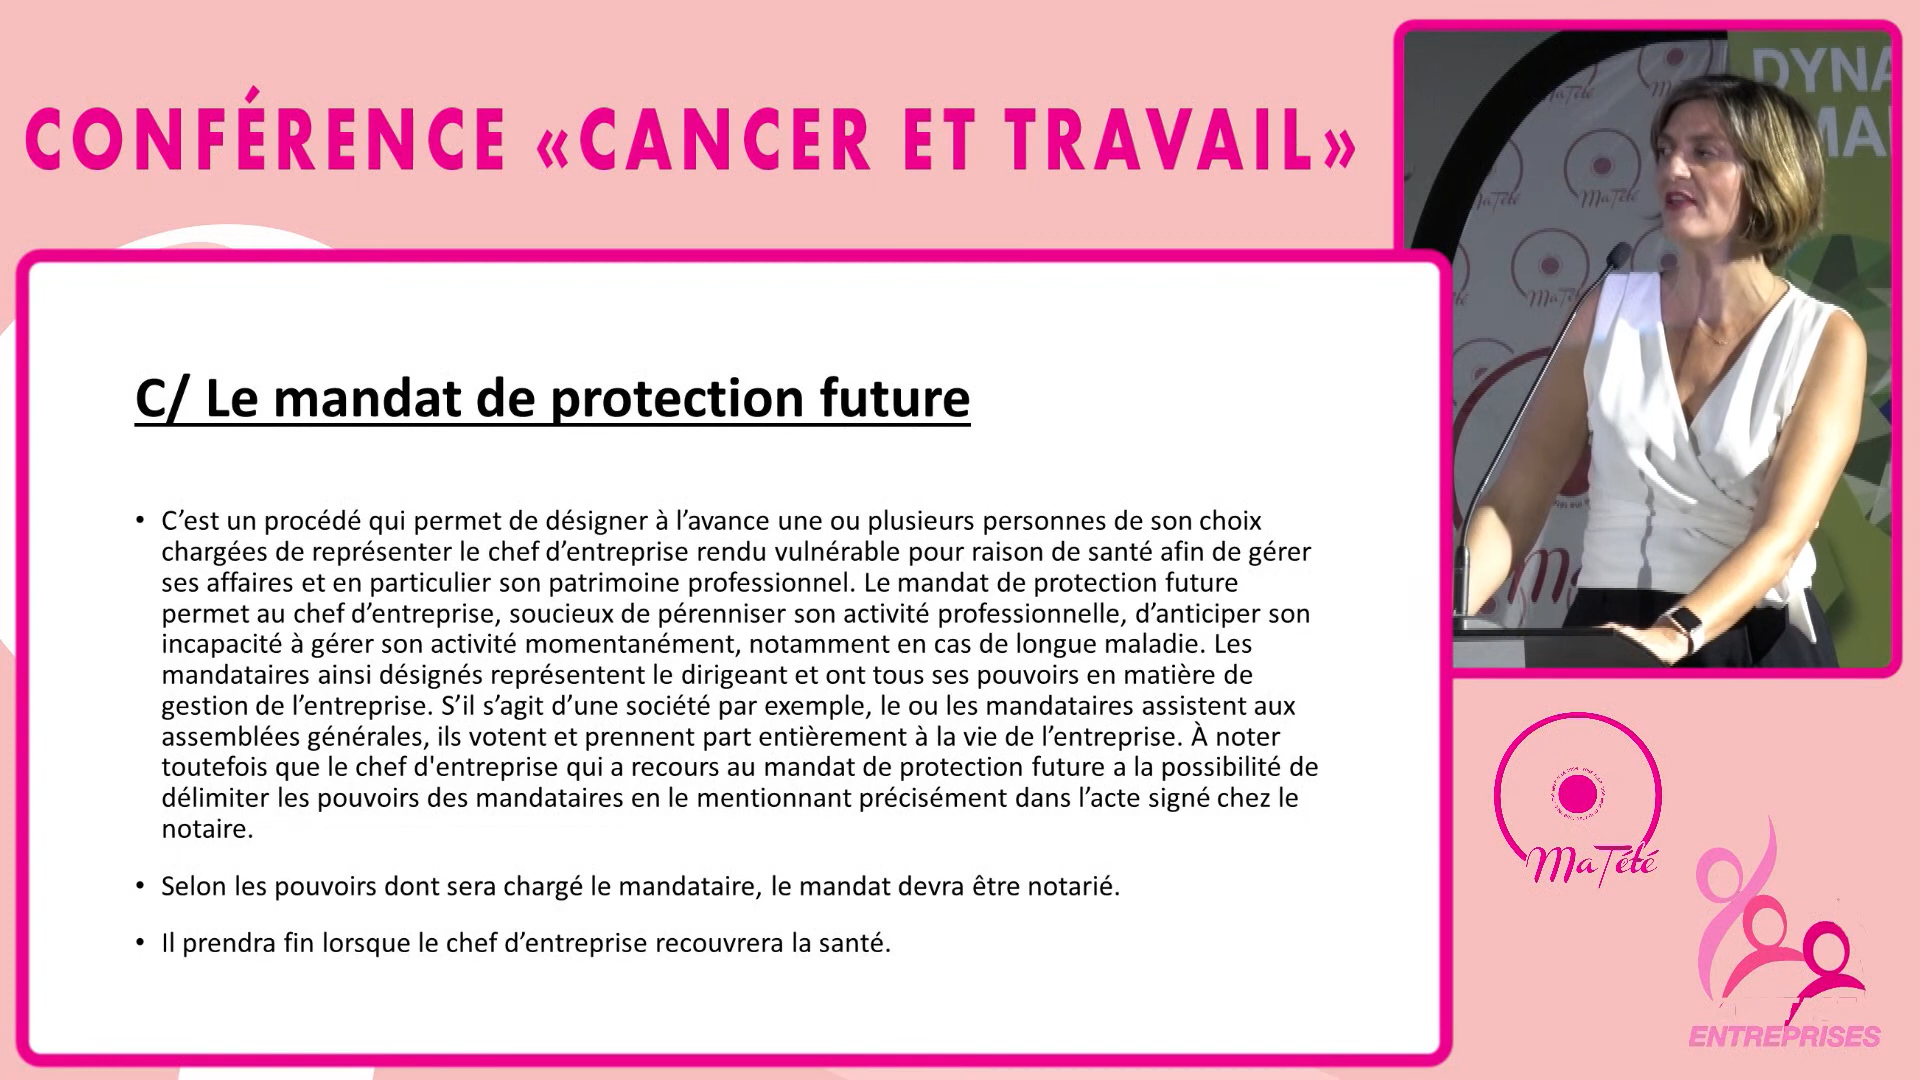 CONFÉRENCE «CANCER ET TRAVAIL»
DYNA
MA
MaTété
MaTété
C/ Le mandat de protection future
• C’est un procédé qui permet de désigner à l’avance une ou plusieurs personnes de son choix
chargées de représenter le chef d’entreprise rendu vulnérable pour raison de santé afin de gérer
ses affaires et en particulier son patrimoine professionnel. Le mandat de protection future
permet au chef d’entreprise, soucieux de pérenniser son activité professionnelle, d’anticiper son
incapacité à gérer son activité momentanément, notamment en cas de longue maladie. Les
mandataires ainsi désignés représentent le dirigeant et ont tous ses pouvoirs en matière de
gestion de l’entreprise. S’il s’agit d’une société par exemple, le ou les mandataires assistent aux
assemblées générales, ils votent et prennent part entièrement à la vie de l’entreprise. À noter
toutefois que le chef d'entreprise qui a recours au mandat de protection future a la possibilité de
délimiter les pouvoirs des mandataires en le mentionnant précisément dans l’acte signé chez le
notaire.
• Selon les pouvoirs dont sera chargé le mandataire, le mandat devra être notarié.
• Il prendra fin lorsque le chef d’entreprise recouvrera la santé.
MaTété
ENTREPRISES